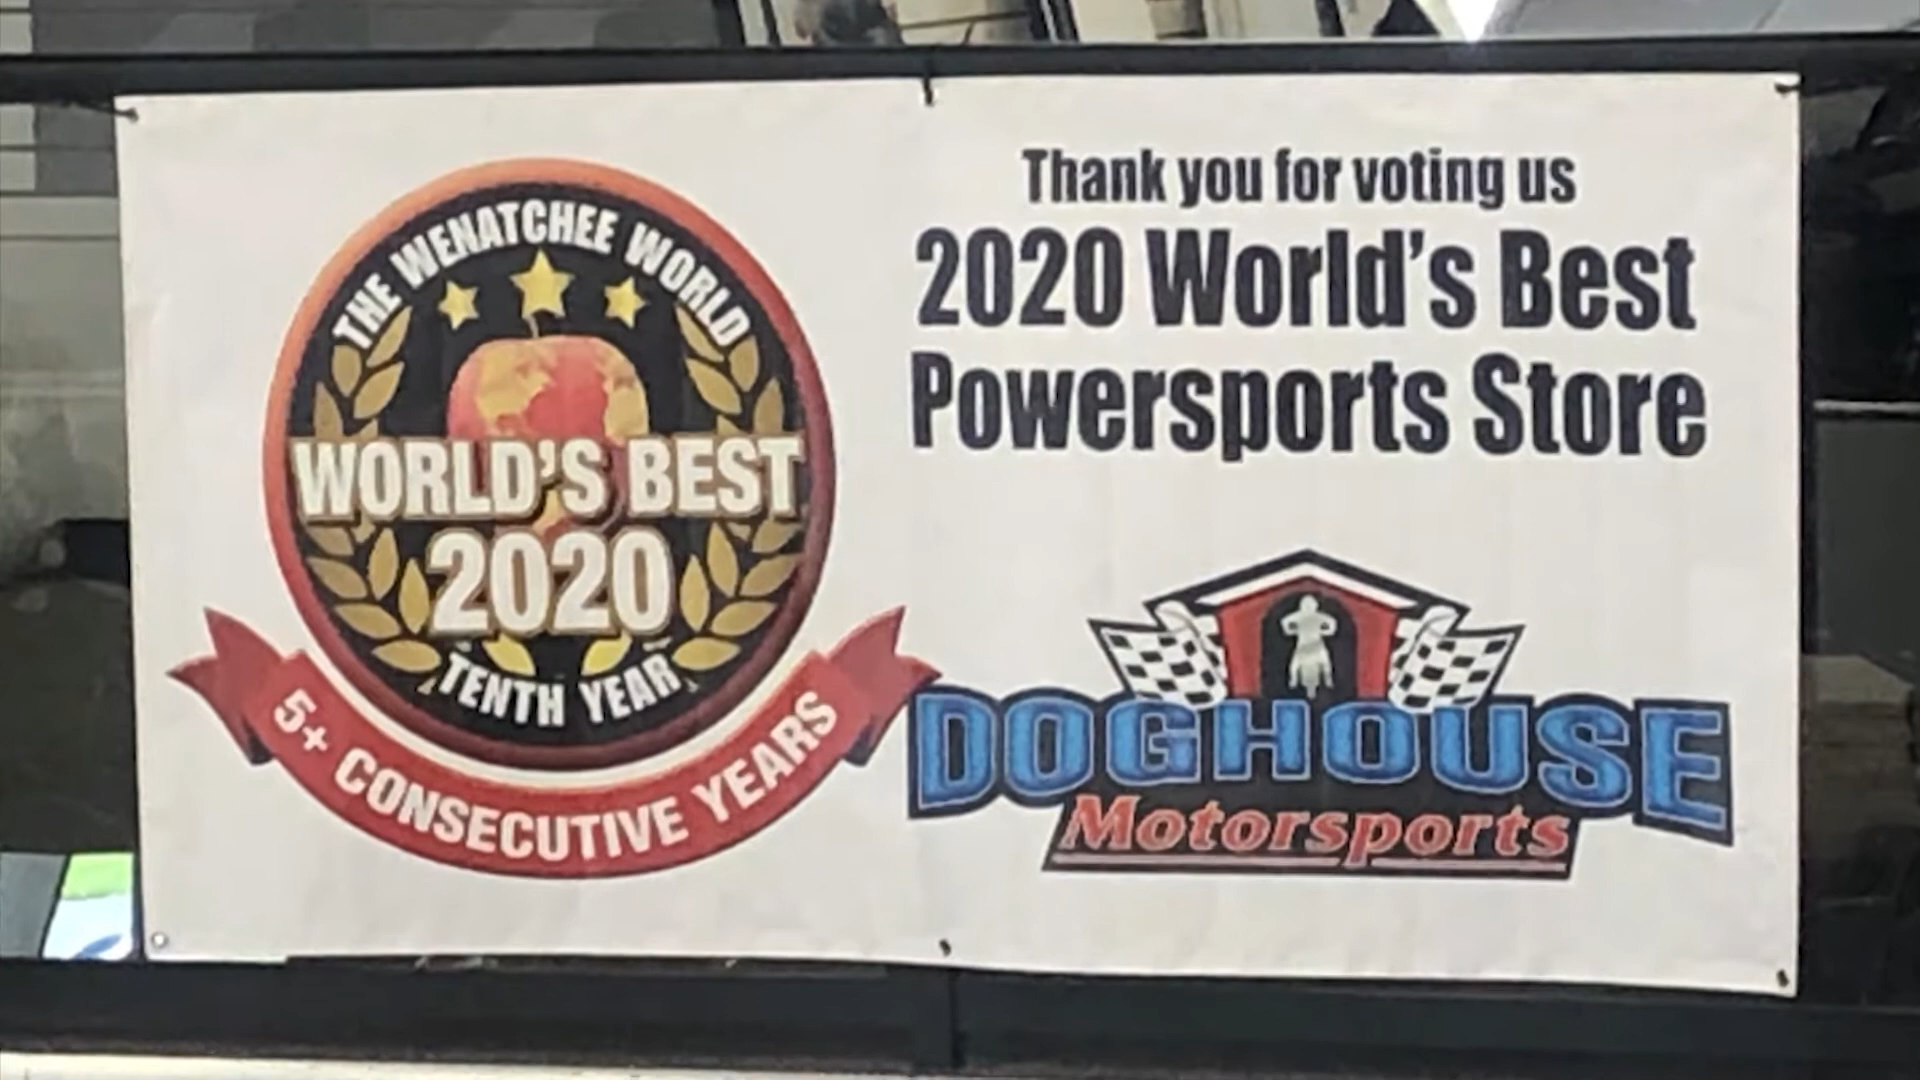 THE WENATCHEE WORLD
WORLD'S BEST
2020
TENTH YEAR
5+ CONSECUTIVE YEARS
Thank you for voting us
2020 World's Best
Powersports Store
DOGHOUSE
Motorsports